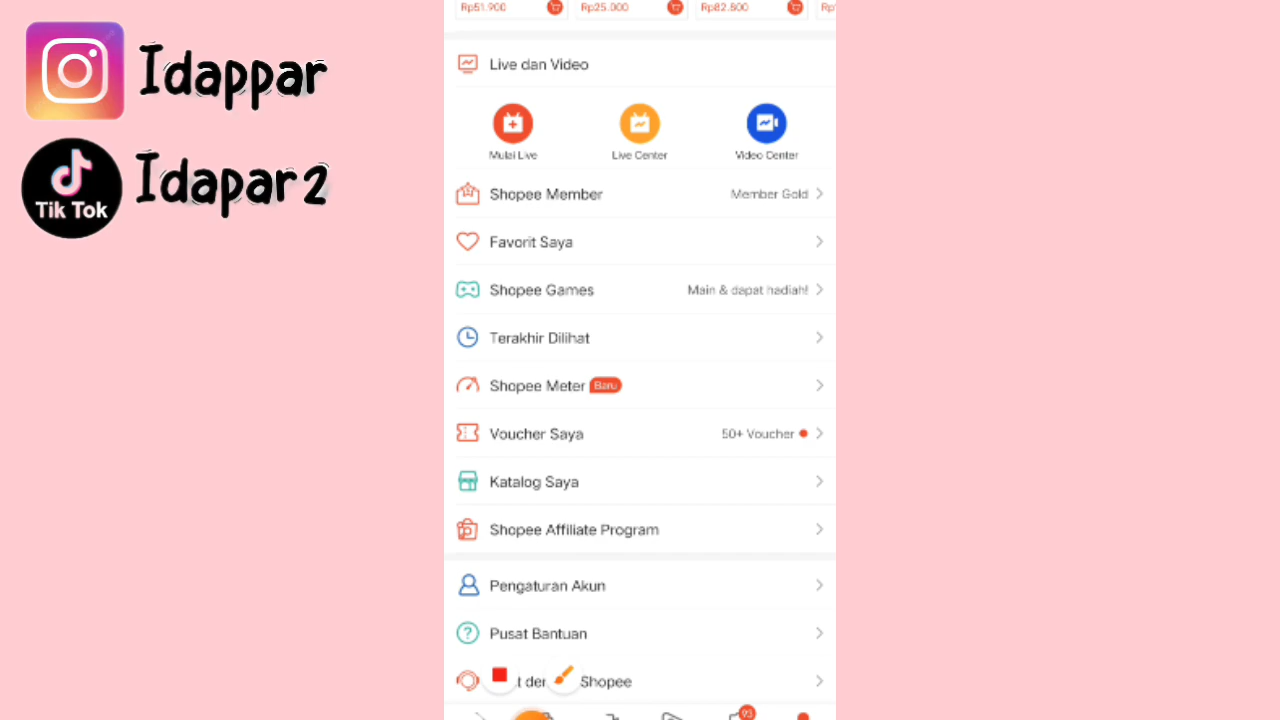 Idappar
Tik Tok
Idapar2
Rp51.900
Rp25.000
Rp82.800
Live dan Video
Mulai Live
Live Center
Video Center
Shopee Member
Member Gold
Favorit Saya
Shopee Games
Main & dapat hadiah!
Terakhir Dilihat
Shopee Meter Baru
Voucher Saya
50+ Voucher
Katalog Saya
Shopee Affiliate Program
Pengaturan Akun
Pusat Bantuan
Shopee
93